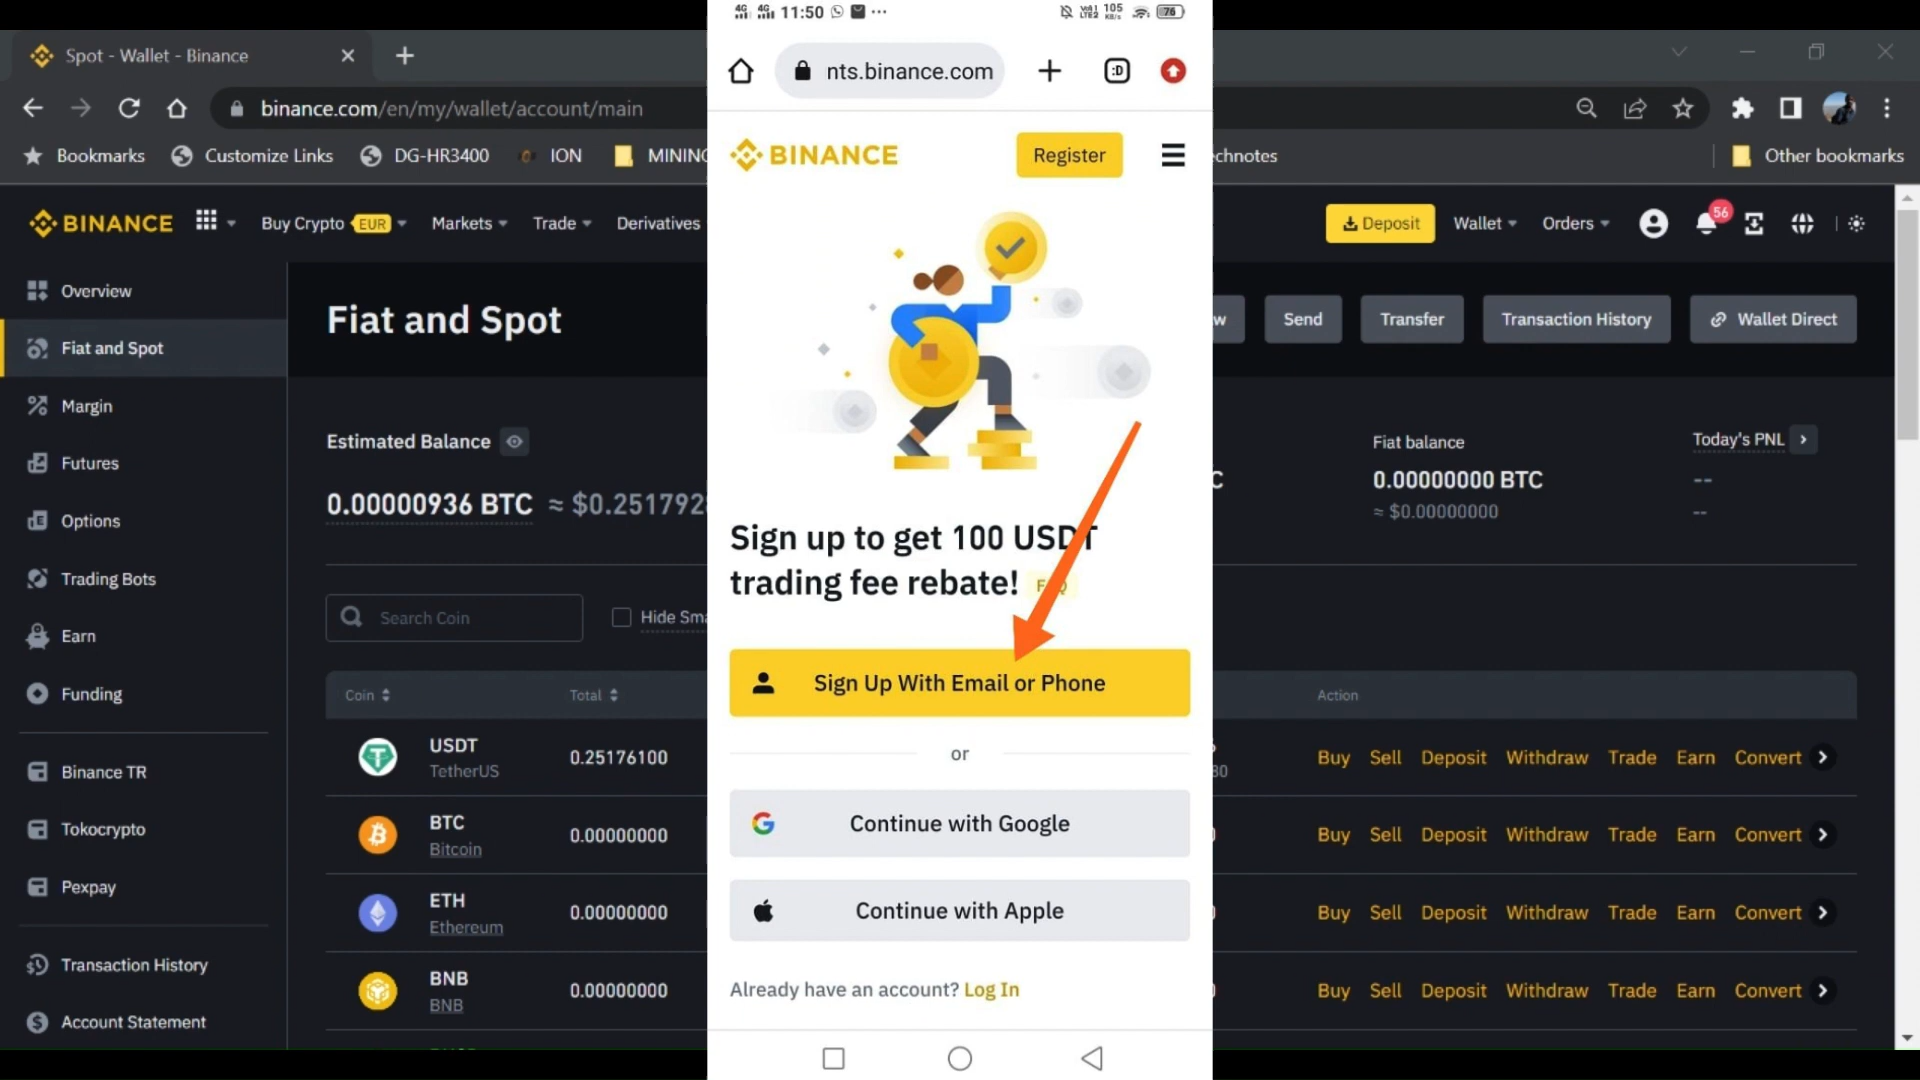 4G 4G 11:50 105 KB/s 76
Spot - Wallet - Binance
nts.binance.com :D
binance.com/en/my/wallet/account/main
Bookmarks Customize Links DG-HR3400 ION MINING
chnotes Other bookmarks
BINANCE Register
BINANCE Buy Crypto EUR Markets Trade Derivatives
Deposit Wallet Orders 56
Overview
Fiat and Spot
Margin
Futures
Options
Trading Bots
Earn
Funding
Binance TR
Tokocrypto
Pexpay
Transaction History
Account Statement
Fiat and Spot
w Send Transfer Transaction History Wallet Direct
Estimated Balance
0.00000936 BTC ≈ $0.251792
Fiat balance
0.00000000 BTC
≈ $0.00000000
Today's PNL
--
--
Search Coin Hide Sma
Coin Total Action
USDT
TetherUS
0.25176100
Buy Sell Deposit Withdraw Trade Earn Convert
BTC
Bitcoin
0.00000000
Buy Sell Deposit Withdraw Trade Earn Convert
ETH
Ethereum
0.00000000
Buy Sell Deposit Withdraw Trade Earn Convert
BNB
BNB
0.00000000
Buy Sell Deposit Withdraw Trade Earn Convert
Sign up to get 100 USDT
trading fee rebate!
Sign Up With Email or Phone
or
Continue with Google
Continue with Apple
Already have an account? Log In